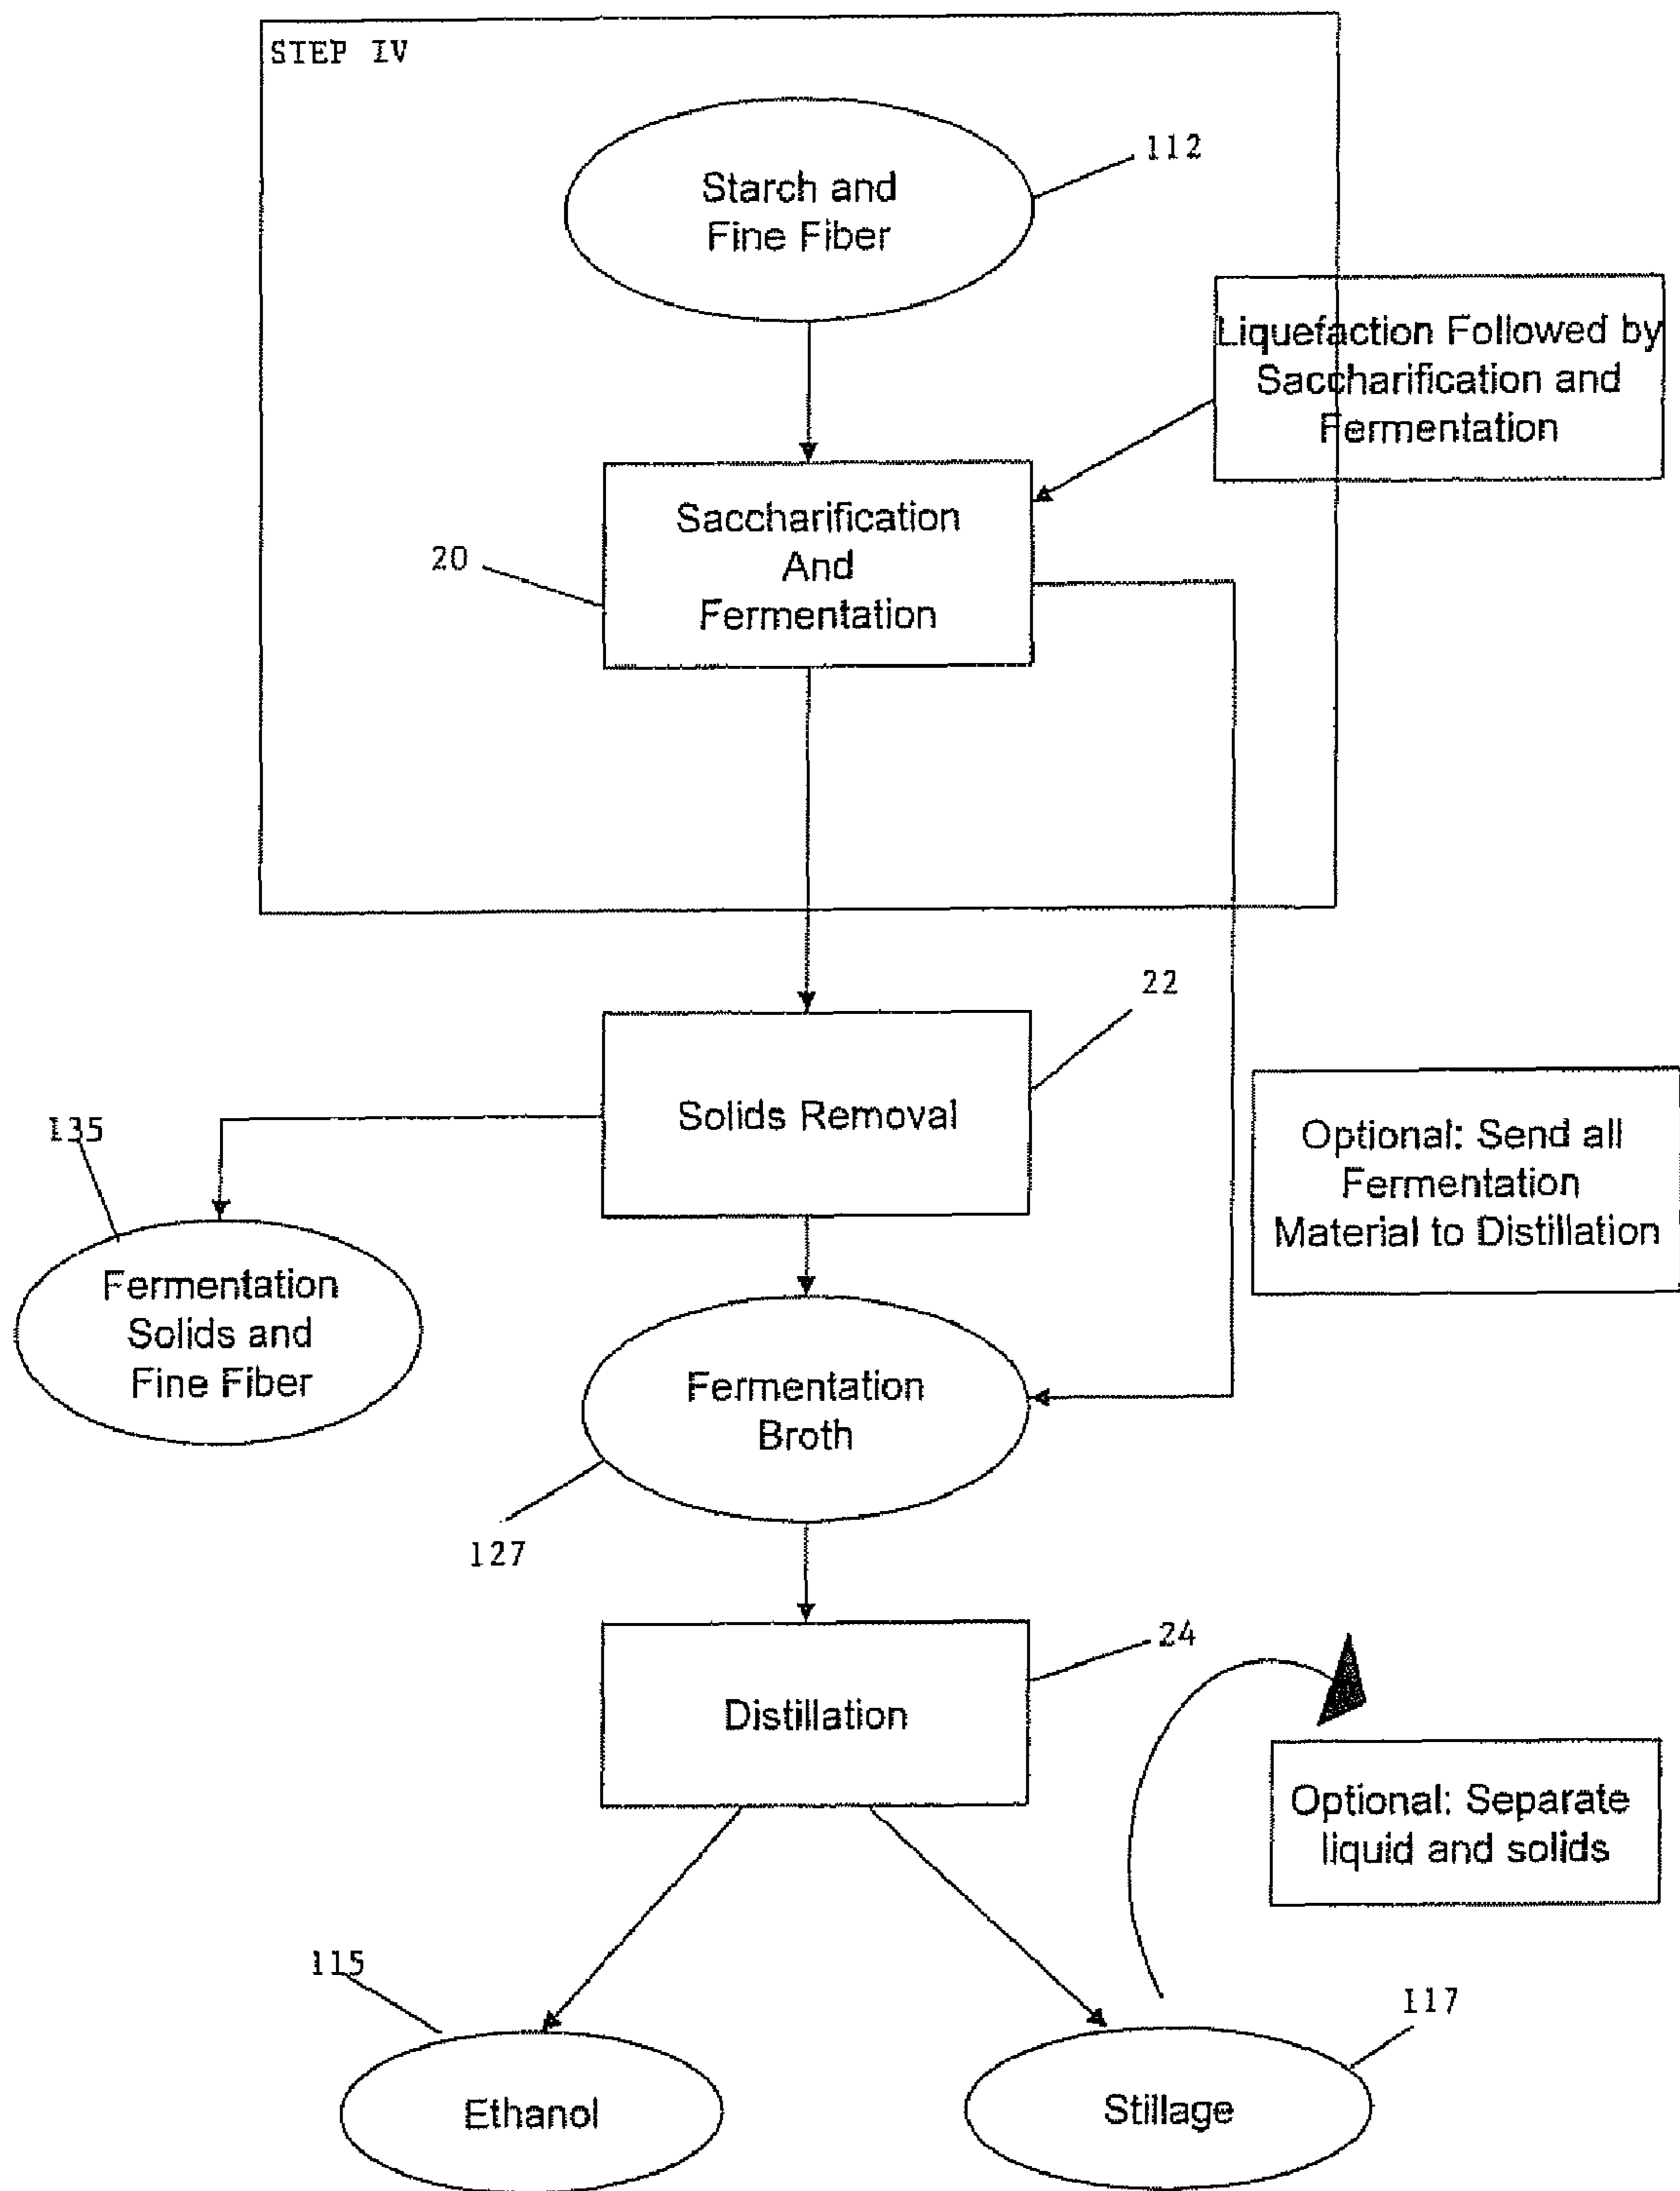 STEP IV
112
Starch and
Fine Fiber
Liquefaction Followed by
Saccharification and
Fermentation
Saccharification
And
Fermentation
20
22
Solids Removal
135
Optional: Send all
Fermentation
Material to Distillation
Fermentation
Solids and
Fine Fiber
Fermentation
Broth
127
24
Distillation
Optional: Separate
liquid and solids
115
117
Ethanol
Stillage